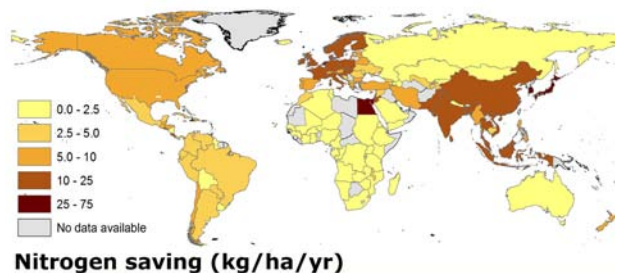 0.0 - 2.5
2.5 - 5.0
5.0 - 10
10 - 25
25 - 75
No data available
Nitrogen saving (kg/ha/yr)